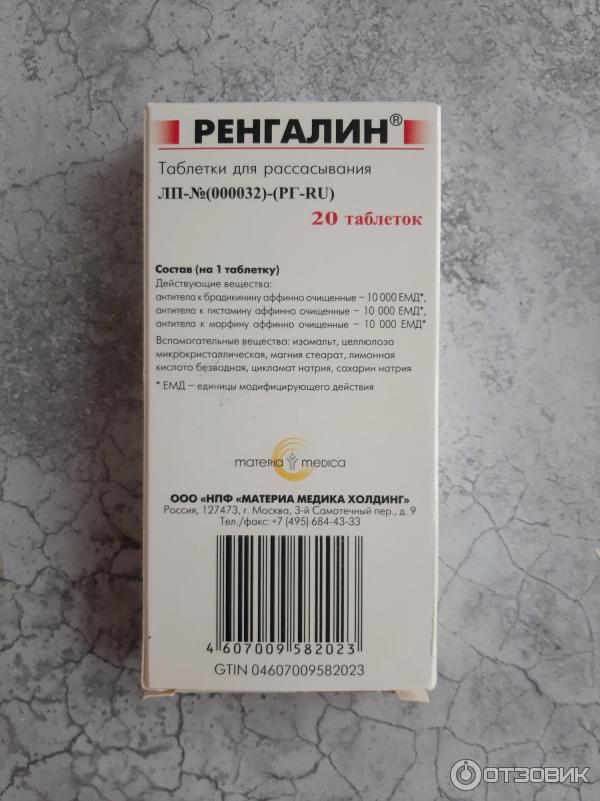 РЕНГАЛИН®
Таблетки для рассасывания
ЛП-№(000032)-(РГ-RU)
20 таблеток
Состав (на 1 таблетку)
Действующие вещества:
антитела к брадикинину аффинно очищенные – 10 000 ЕМД*,
антитела к гистамину аффинно очищенные – 10 000 ЕМД*,
антитела к морфину аффинно очищенные – 10 000 ЕМД*
Вспомогательные вещества: изомальт, целлюлоза
микрокристаллическая, магния стеарат, лимонная
кислота безводная, цикламат натрия, сахарин натрия
* ЕМД – единицы модифицирующего действия
materia medica
ООО «НПФ «МАТЕРИА МЕДИКА ХОЛДИНГ»
Россия, 127473, г. Москва, 3-й Самотечный пер., д. 9
Тел./факс: +7 (495) 684-43-33
4 607009 582023
GTIN 04607009582023
ОТЗОВИК